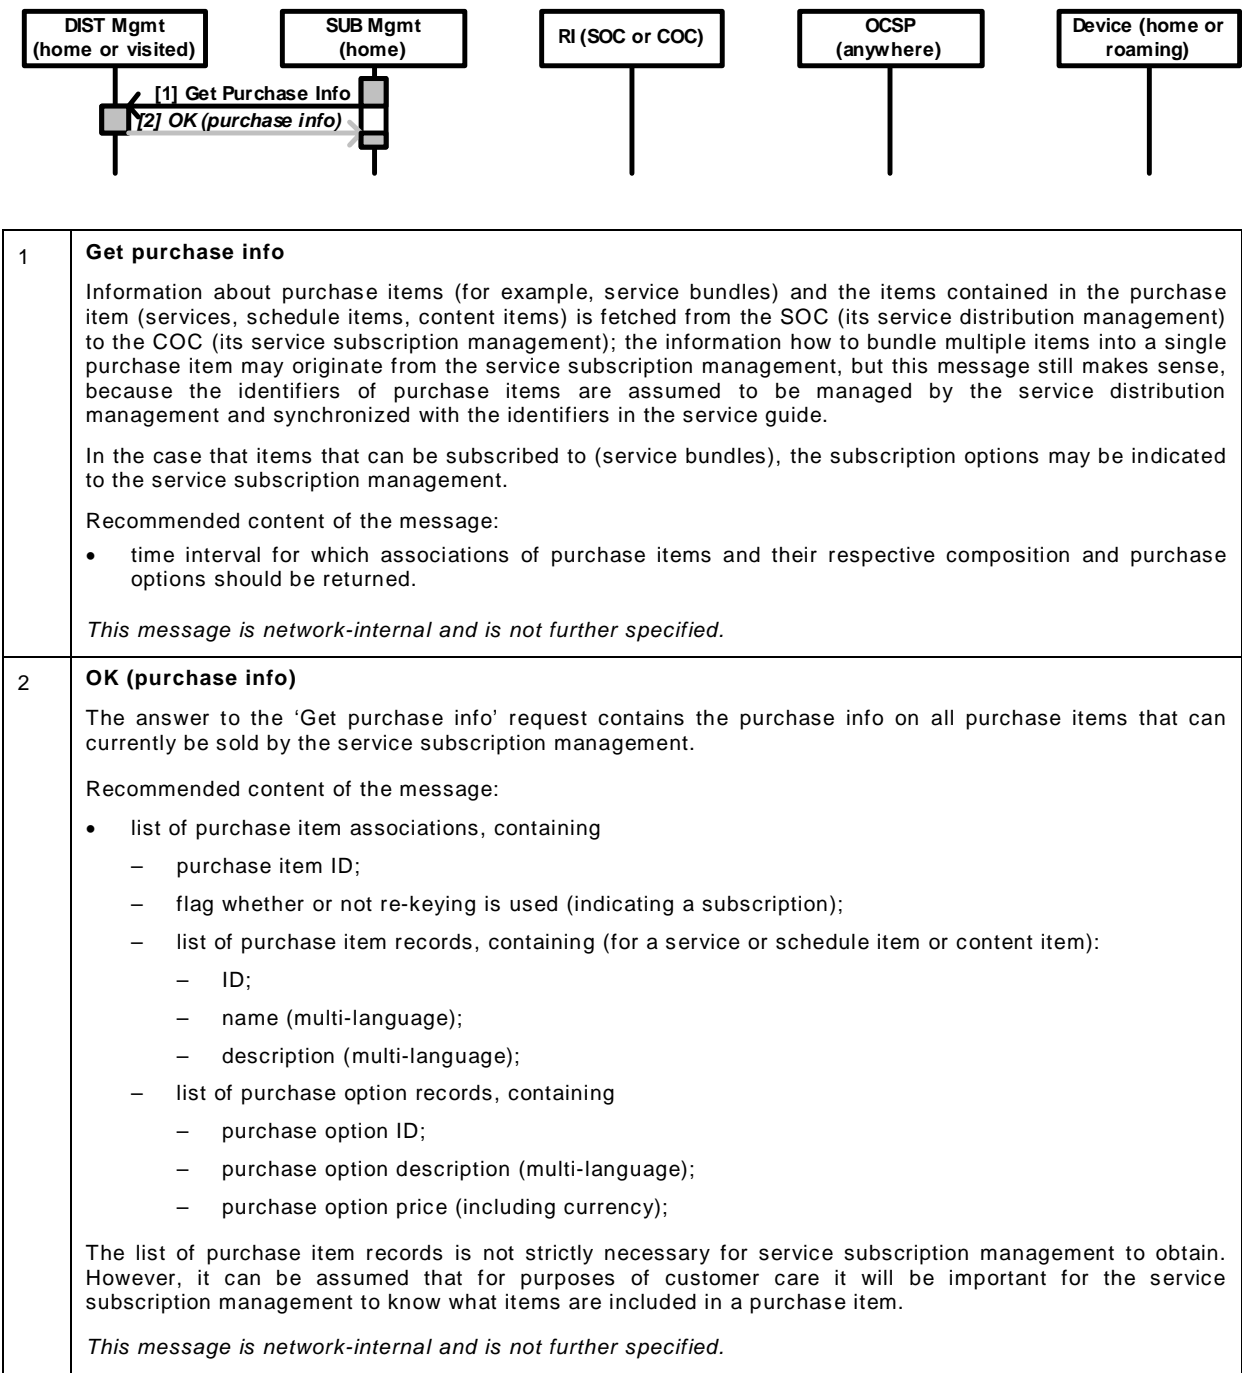 DIST Mgmt
(home or visited)
SUB Mgmt
(home)
RI (SOC or COC)
OCSP
(anywhere)
Device (home or
roaming)
[1] Get Purchase Info
[2] OK (purchase info)
1
Get purchase info
Information about purchase items (for example, service bundles) and the items contained in the purchase
item (services, schedule items, content items) is fetched from the SOC (its service distribution management)
to the COC (its service subscription management); the information how to bundle multiple items into a single
purchase item may originate from the service subscription management, but this message still makes sense,
because the identifiers of purchase items are assumed to be managed by the service distribution
management and synchronized with the identifiers in the service guide.
In the case that items that can be subscribed to (service bundles), the subscription options may be indicated
to the service subscription management.
Recommended content of the message:
• time interval for which associations of purchase items and their respective composition and purchase
options should be returned.
This message is network-internal and is not further specified.
2
OK (purchase info)
The answer to the ‘Get purchase info’ request contains the purchase info on all purchase items that can
currently be sold by the service subscription management.
Recommended content of the message:
• list of purchase item associations, containing
– purchase item ID;
– flag whether or not re-keying is used (indicating a subscription);
– list of purchase item records, containing (for a service or schedule item or content item):
– ID;
– name (multi-language);
– description (multi-language);
– list of purchase option records, containing
– purchase option ID;
– purchase option description (multi-language);
– purchase option price (including currency);
The list of purchase item records is not strictly necessary for service subscription management to obtain.
However, it can be assumed that for purposes of customer care it will be important for the service
subscription management to know what items are included in a purchase item.
This message is network-internal and is not further specified.